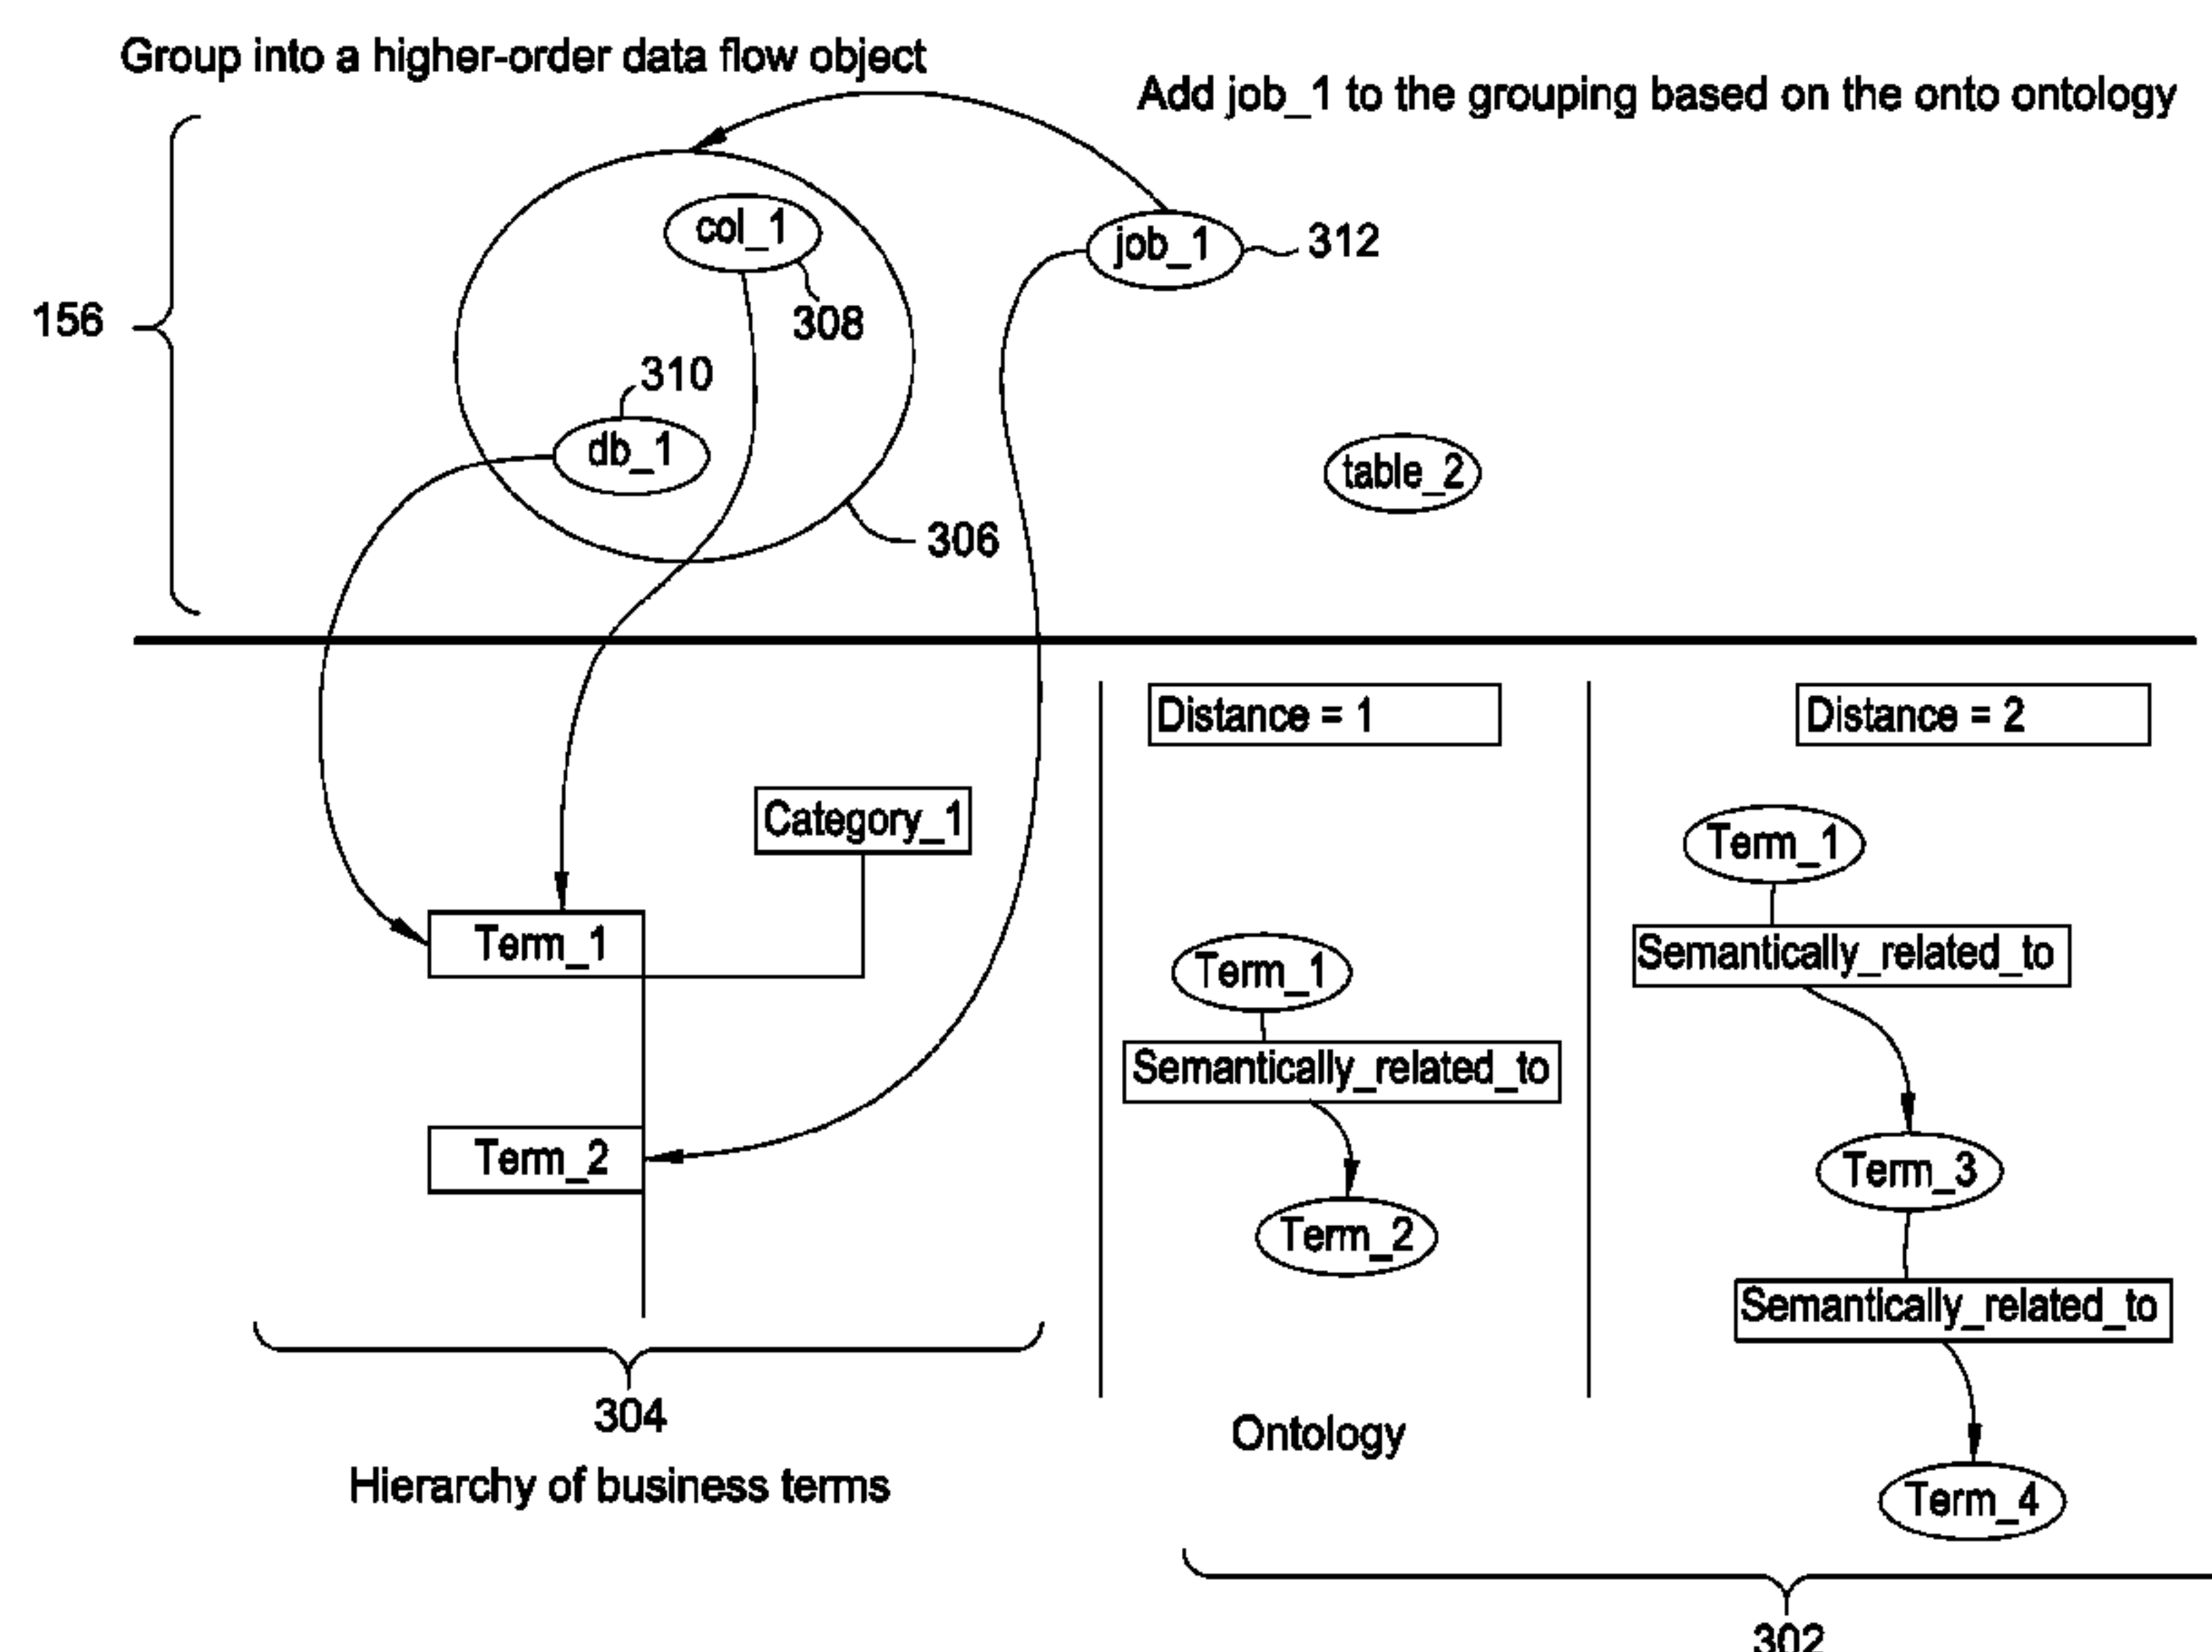 Group into a higher-order data flow object
Add job_1 to the grouping based on the onto ontology
col_1
job_1
312
308
156
310
db_1
table_2
306
Distance = 1
Distance = 2
Category_1
Term_1
Term_1
Semantically_related_to
Term_1
Semantically_related_to
Term_2
Term_3
Term_2
Semantically_related_to
304
Ontology
Hierarchy of business terms
Term_4
302